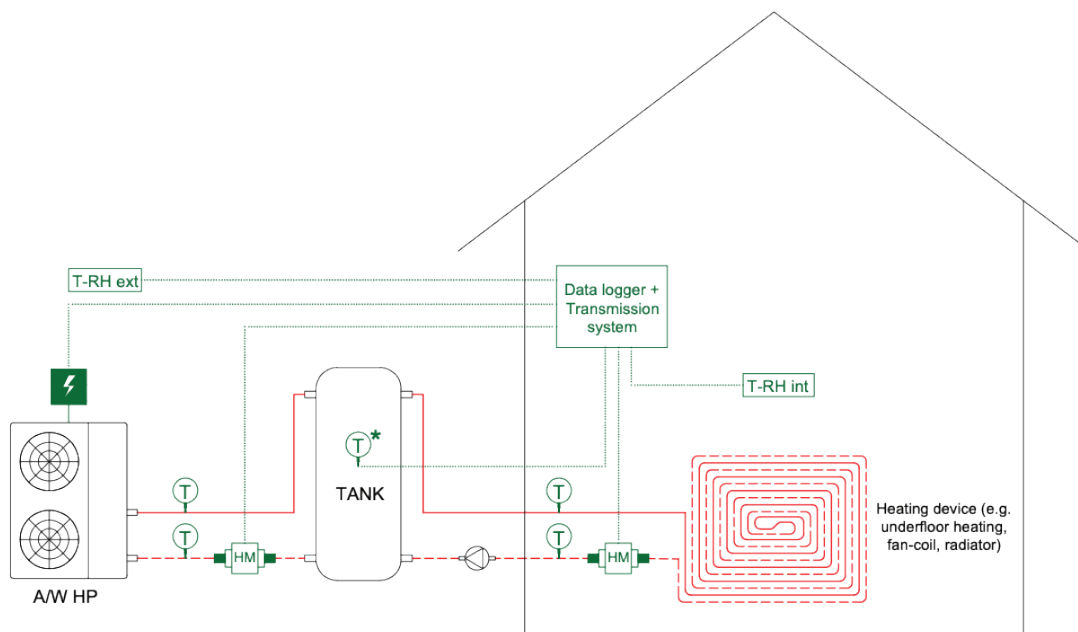 T-RH ext
Data logger +
Transmission
system
T-RH int
T*
TANK
T
T
T
T
HM
HM
Heating device (e.g.
underfloor heating,
fan-coil, radiator)
A/W HP